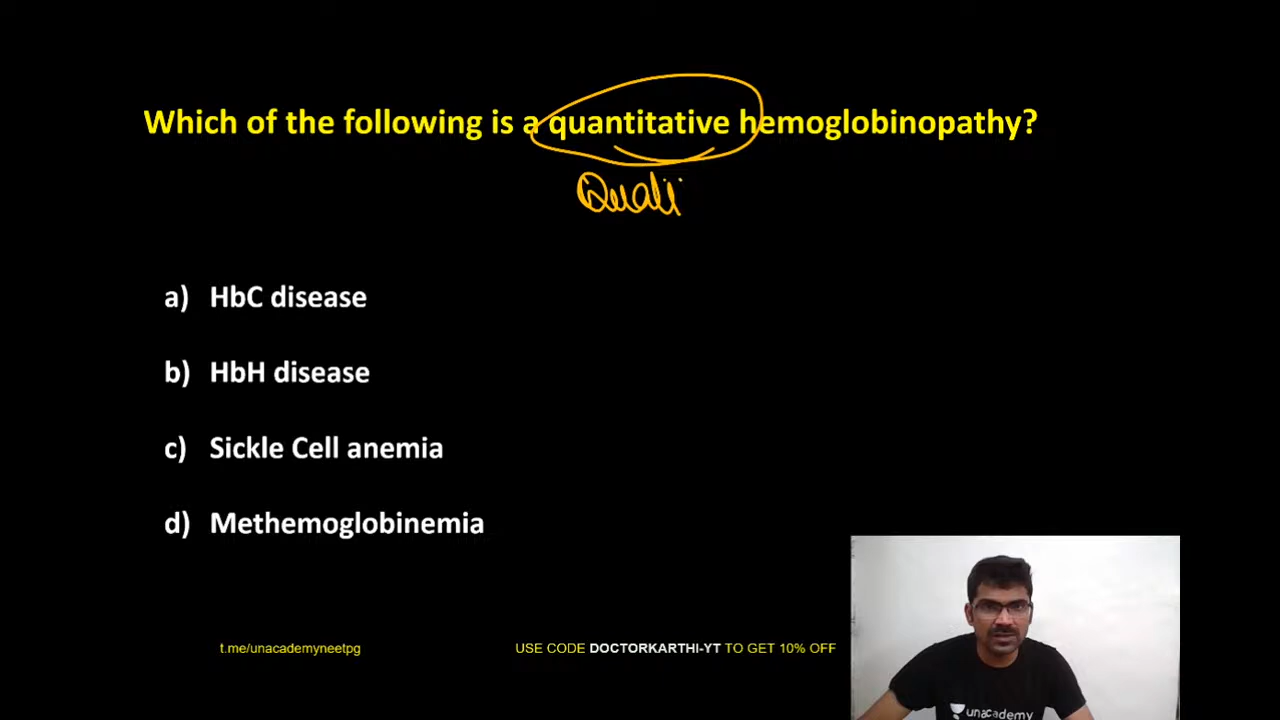 Which of the following is a quantitative hemoglobinopathy?
Quali
a) HbC disease
b) HbH disease
c) Sickle Cell anemia
d) Methemoglobinemia
t.me/unacademyneetpg
USE CODE DOCTORKARTHI-YT TO GET 10% OFF
unacademy